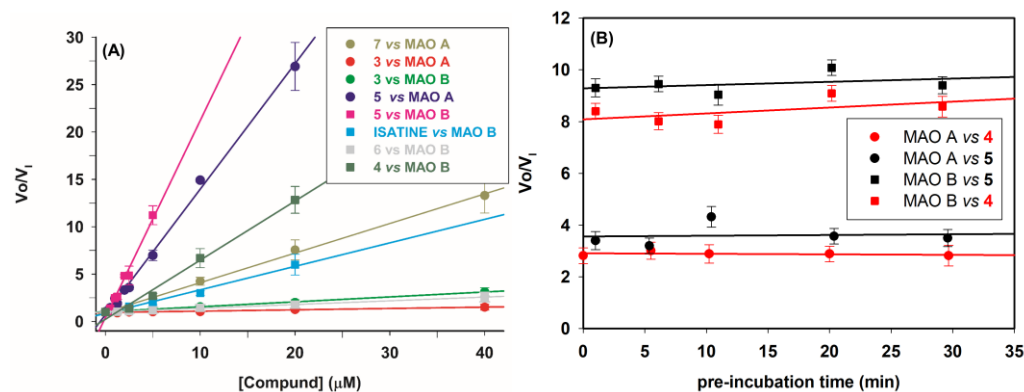 (A)
30
25
20
15
10
5
0
Vo/VI
0
10
20
30
40
[Compund] (μM)
7 vs MAO A
3 vs MAO A
3 vs MAO B
5 vs MAO A
5 vs MAO B
ISATINE vs MAO B
6 vs MAO B
4 vs MAO B
(B)
12
10
8
6
4
2
0
Vo/VI
0
5
10
15
20
25
30
35
pre-incubation time (min)
MAO A vs 4
MAO A vs 5
MAO B vs 5
MAO B vs 4